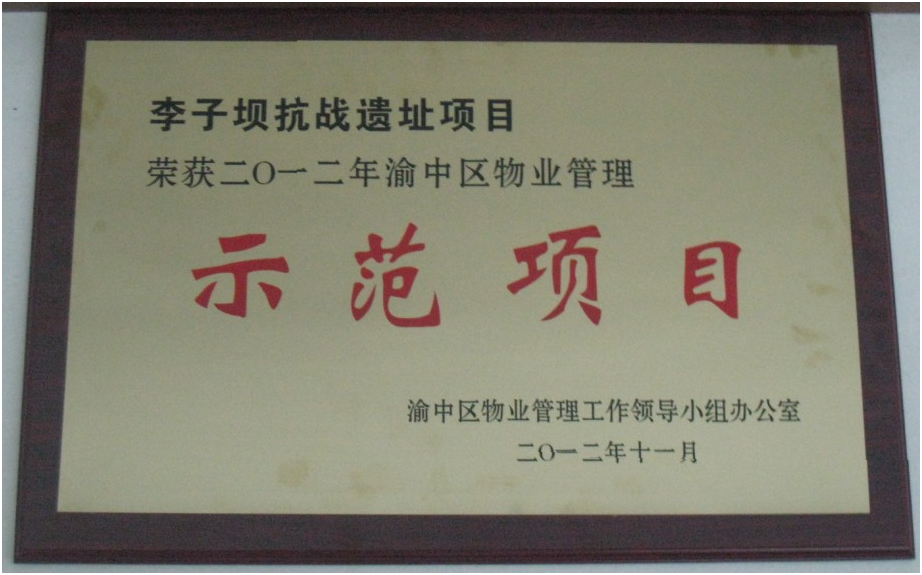 李子坝抗战遗址项目
荣获二〇一二年渝中区物业管理
示范项目
渝中区物业管理工作领导小组办公室
二〇一二年十一月